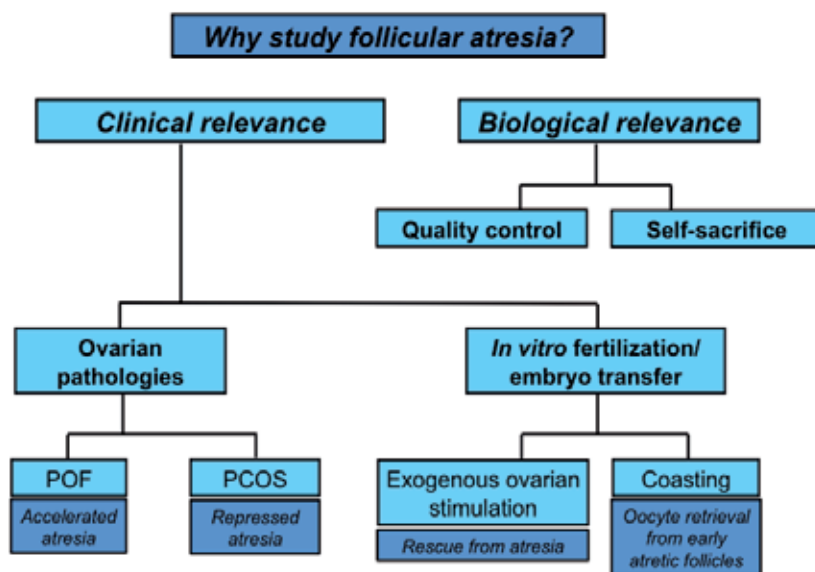 Why study follicular atresia?
Clinical relevance
Biological relevance
Quality control
Self-sacrifice
Ovarian
pathologies
In vitro fertilization/
embryo transfer
POF
Accelerated
atresia
PCOS
Repressed
atresia
Exogenous ovarian
stimulation
Rescue from atresia
Coasting
Oocyte retrieval
from early
atretic follicles